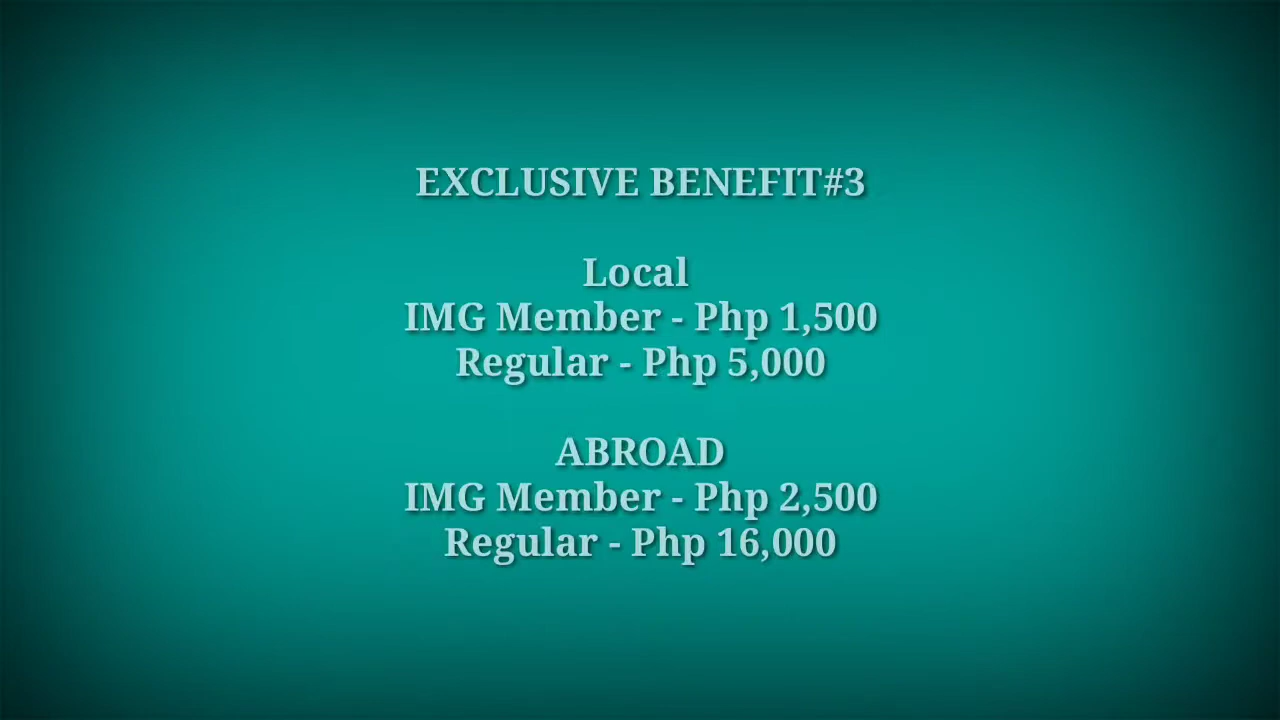 EXCLUSIVE BENEFIT#3
Local
IMG Member - Php 1,500
Regular - Php 5,000
ABROAD
IMG Member - Php 2,500
Regular - Php 16,000